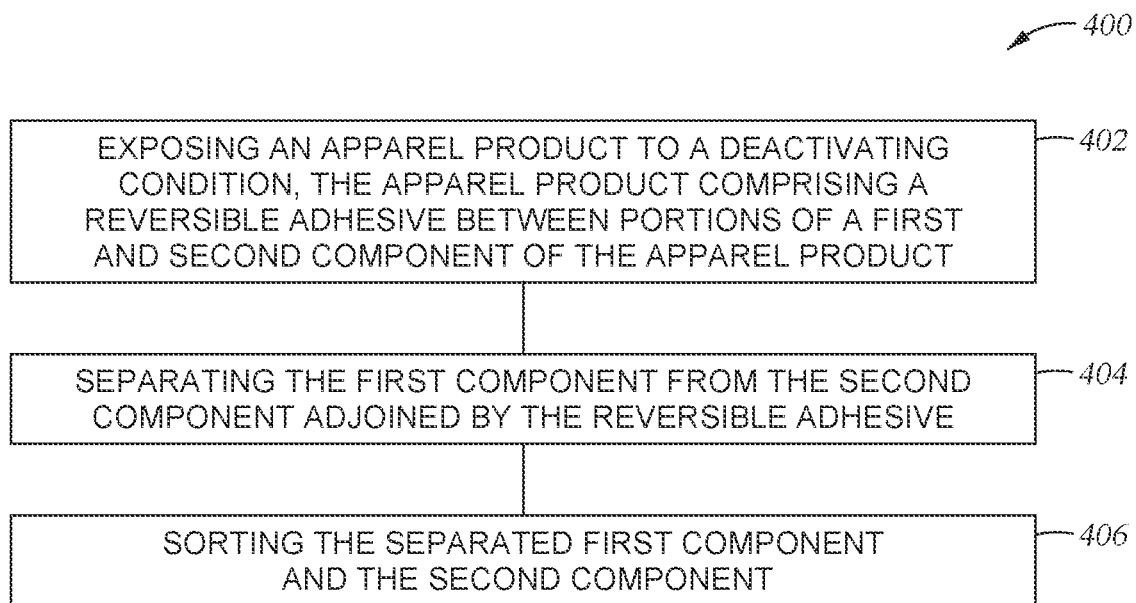 400
EXPOSING AN APPAREL PRODUCT TO A DEACTIVATING
CONDITION, THE APPAREL PRODUCT COMPRISING A
REVERSIBLE ADHESIVE BETWEEN PORTIONS OF A FIRST
AND SECOND COMPONENT OF THE APPAREL PRODUCT
402
SEPARATING THE FIRST COMPONENT FROM THE SECOND
COMPONENT ADJOINED BY THE REVERSIBLE ADHESIVE
404
SORTING THE SEPARATED FIRST COMPONENT
AND THE SECOND COMPONENT
406